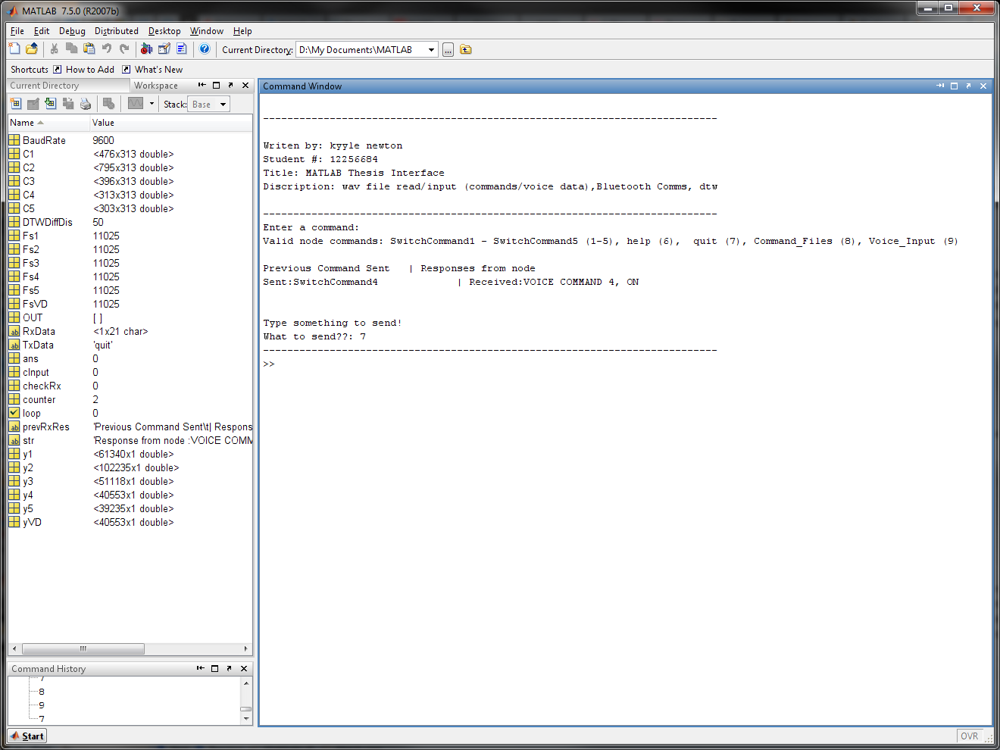 MATLAB 7.5.0 (R2007b)
File Edit Debug Distributed Desktop Window Help
Current Directory: D:\My Documents\MATLAB ...
Shortcuts How to Add What's New
Current Directory Workspace
Stack: Base
Name Value
BaudRate 9600
C1 <476x313 double>
C2 <795x313 double>
C3 <396x313 double>
C4 <313x313 double>
C5 <303x313 double>
DTWDiffDis 50
Fs1 11025
Fs2 11025
Fs3 11025
Fs4 11025
Fs5 11025
FsVD 11025
OUT [ ]
RxData <1x21 char>
TxData 'quit'
ans 0
cInput 0
checkRx 0
counter 2
loop 0
prevRxRes 'Previous Command Sent\t| Respons
str 'Response from node :VOICE COMM
y1 <61340x1 double>
y2 <102235x1 double>
y3 <51118x1 double>
y4 <40553x1 double>
y5 <39235x1 double>
yVD <40553x1 double>
Command History
7
8
9
7
Start
Command Window
---------------------------------------------------------------------------
Writen by: kyyle newton
Student #: 12256684
Title: MATLAB Thesis Interface
Discription: wav file read/input (commands/voice data),Bluetooth Comms, dtw
---------------------------------------------------------------------------
Enter a command:
Valid node commands: SwitchCommand1 - SwitchCommand5 (1-5), help (6),  quit (7), Command_Files (8), Voice_Input (9)
Previous Command Sent   | Responses from node
Sent:SwitchCommand4             | Received:VOICE COMMAND 4, ON
Type something to send!
What to send??: 7
---------------------------------------------------------------------------
>>
OVR